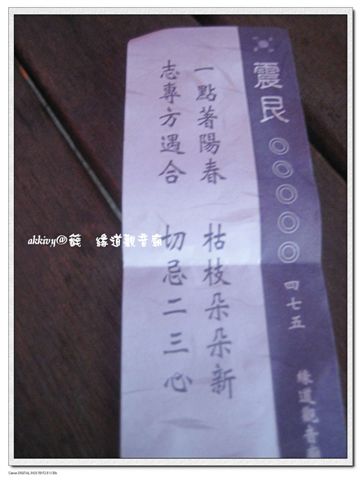 震艮 ◎◎◎◎◎ 四七五 緣道觀音廟
一點著陽春 枯枝朵朵新
志專方遇合 切忌二三心
akkivy@薇 緣道觀音廟